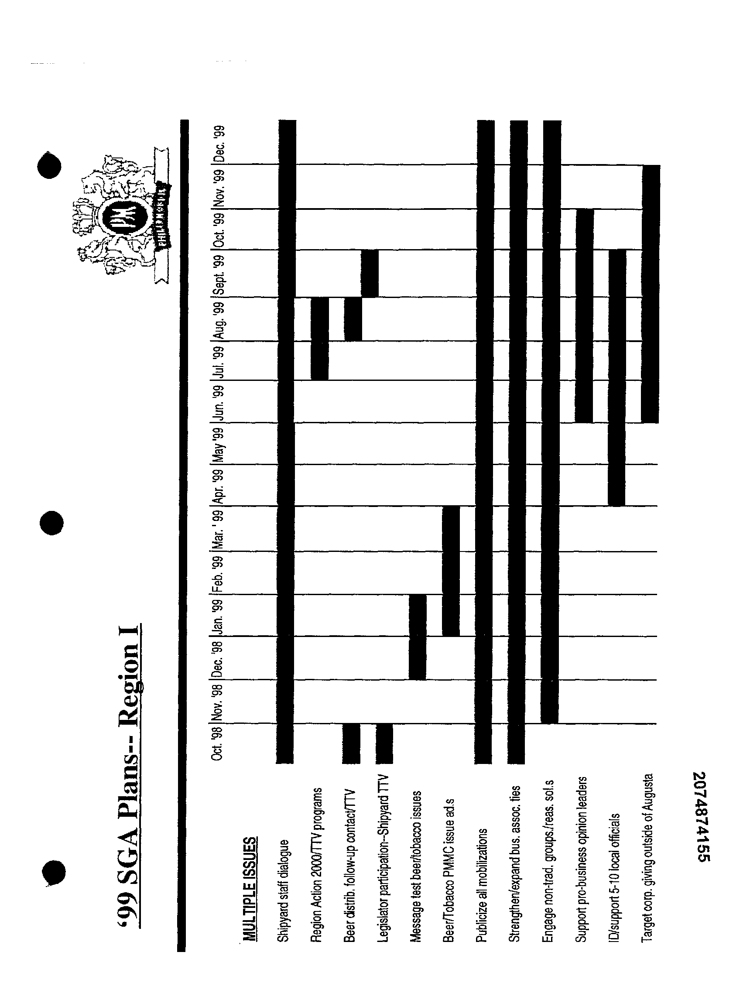 '99 SGA Plans-- Region I
PM
PHILIP MORRIS
Oct. '98 Nov. '98 Dec. '98 Jan. '99 Feb. '99 Mar. ' 99 Apr. '99 May '99 Jun. '99 Jul. '99 Aug. '99 Sept. '99 Oct. '99 Nov. '99 Dec. '99
MULTIPLE ISSUES
Shipyard staff dialogue
Region Action 2000/TTV programs
Beer distrib. follow-up contact/TTV
Legislator participation--Shipyard TTV
Message test beer/tobacco issues
Beer/Tobacco PMMC issue ad.s
Publicize all mobilizations
Strengthen/expand bus. assoc. ties
Engage non-trad. groups./reas. sol.s
Support pro-business opinion leaders
ID/support 5-10 local officials
Target corp. giving outside of Augusta
2074874155